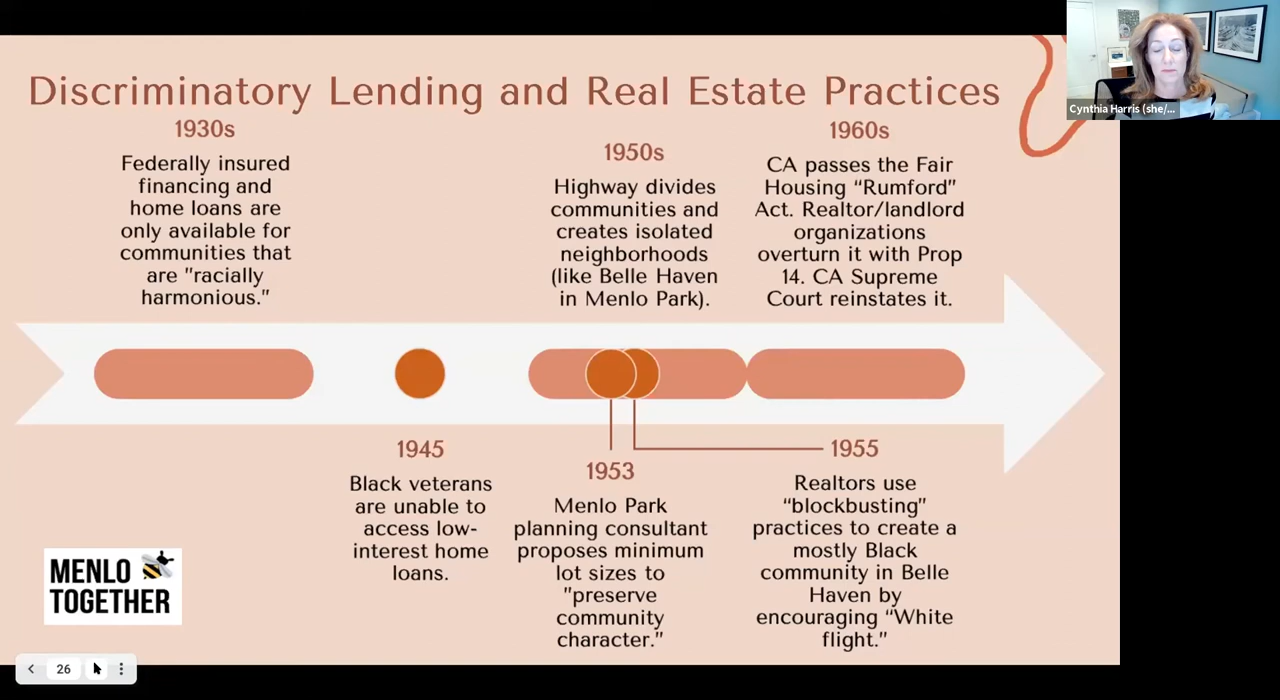 Discriminatory Lending and Real Estate Practices
1930s
Federally insured
financing and
home loans are
only available for
communities that
are "racially
harmonious."
1950s
Highway divides
communities and
creates isolated
neighborhoods
(like Belle Haven
in Menlo Park).
1960s
CA passes the Fair
Housing “Rumford”
Act. Realtor/landlord
organizations
overturn it with Prop
14. CA Supreme
Court reinstates it.
1945
Black veterans
are unable to
access low-
interest home
loans.
1953
Menlo Park
planning consultant
proposes minimum
lot sizes to
"preserve
community
character."
1955
Realtors use
“blockbusting”
practices to create a
mostly Black
community in Belle
Haven by
encouraging “White
flight.”
MENLO
TOGETHER
26
Cynthia Harris (she/...